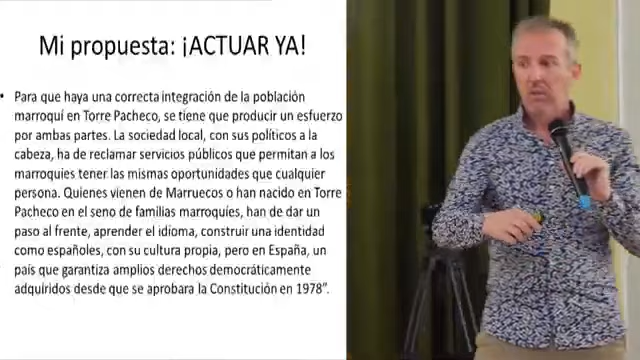 Mi propuesta: ¡ACTUAR YA!
• Para que haya una correcta integración de la población
marroquí en Torre Pacheco, se tiene que producir un esfuerzo
por ambas partes. La sociedad local, con sus políticos a la
cabeza, ha de reclamar servicios públicos que permitan a los
marroquies tener las mismas oportunidades que cualquier
persona. Quienes vienen de Marruecos o han nacido en Torre
Pacheco en el seno de familias marroquíes, han de dar un
paso al frente, aprender el idioma, construir una identidad
como españoles, con su cultura propia, pero en España, un
país que garantiza amplios derechos democráticamente
adquiridos desde que se aprobara la Constitución en 1978”.